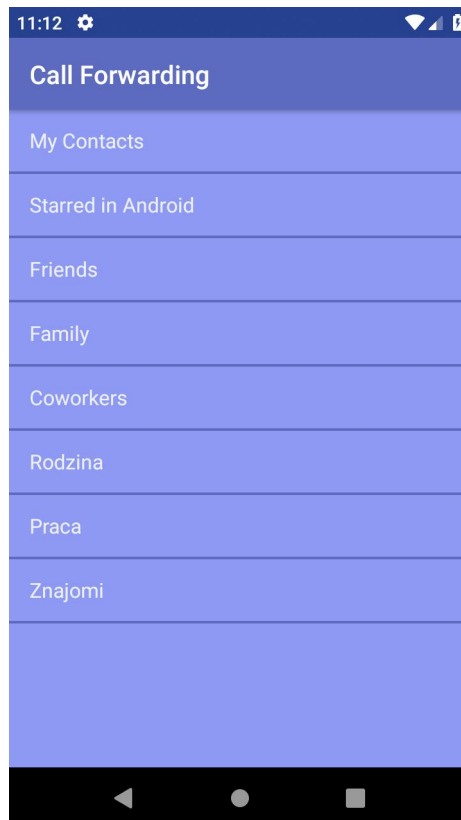 11:12
Call Forwarding
My Contacts
Starred in Android
Friends
Family
Coworkers
Rodzina
Praca
Znajomi